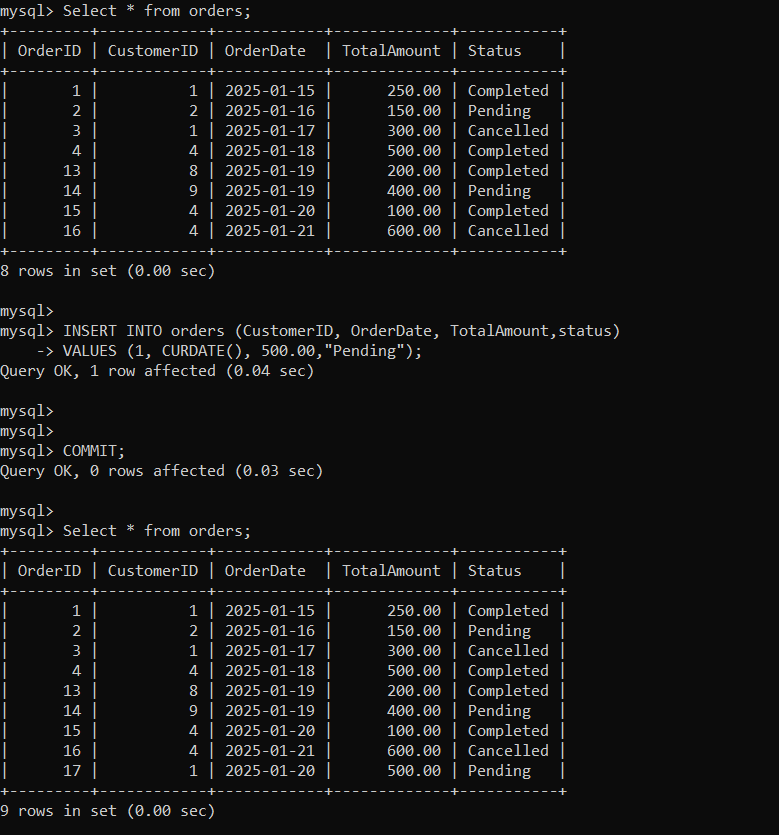 mysql> Select * from orders;
+---------+------------+------------+-------------+-----------+
| OrderID | CustomerID | OrderDate  | TotalAmount | Status    |
+---------+------------+------------+-------------+-----------+
|       1 |          1 | 2025-01-15 |      250.00 | Completed |
|       2 |          2 | 2025-01-16 |      150.00 | Pending   |
|       3 |          1 | 2025-01-17 |      300.00 | Cancelled |
|       4 |          4 | 2025-01-18 |      500.00 | Completed |
|      13 |          8 | 2025-01-19 |      200.00 | Completed |
|      14 |          9 | 2025-01-19 |      400.00 | Pending   |
|      15 |          4 | 2025-01-20 |      100.00 | Completed |
|      16 |          4 | 2025-01-21 |      600.00 | Cancelled |
+---------+------------+------------+-------------+-----------+
8 rows in set (0.00 sec)

mysql>
mysql> INSERT INTO orders (CustomerID, OrderDate, TotalAmount,status)
    -> VALUES (1, CURDATE(), 500.00,"Pending");
Query OK, 1 row affected (0.04 sec)

mysql>
mysql>
mysql> COMMIT;
Query OK, 0 rows affected (0.03 sec)

mysql>
mysql> Select * from orders;
+---------+------------+------------+-------------+-----------+
| OrderID | CustomerID | OrderDate  | TotalAmount | Status    |
+---------+------------+------------+-------------+-----------+
|       1 |          1 | 2025-01-15 |      250.00 | Completed |
|       2 |          2 | 2025-01-16 |      150.00 | Pending   |
|       3 |          1 | 2025-01-17 |      300.00 | Cancelled |
|       4 |          4 | 2025-01-18 |      500.00 | Completed |
|      13 |          8 | 2025-01-19 |      200.00 | Completed |
|      14 |          9 | 2025-01-19 |      400.00 | Pending   |
|      15 |          4 | 2025-01-20 |      100.00 | Completed |
|      16 |          4 | 2025-01-21 |      600.00 | Cancelled |
|      17 |          1 | 2025-01-20 |      500.00 | Pending   |
+---------+------------+------------+-------------+-----------+
9 rows in set (0.00 sec)